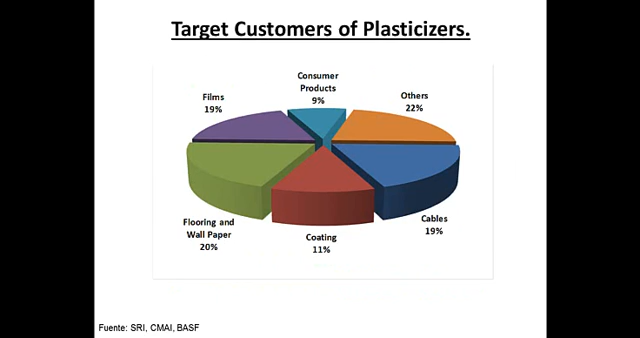 Target Customers of Plasticizers.
Consumer
Products
9%
Others
22%
Films
19%
Flooring and
Wall Paper
20%
Coating
11%
Cables
19%
Fuente: SRI, CMAI, BASF